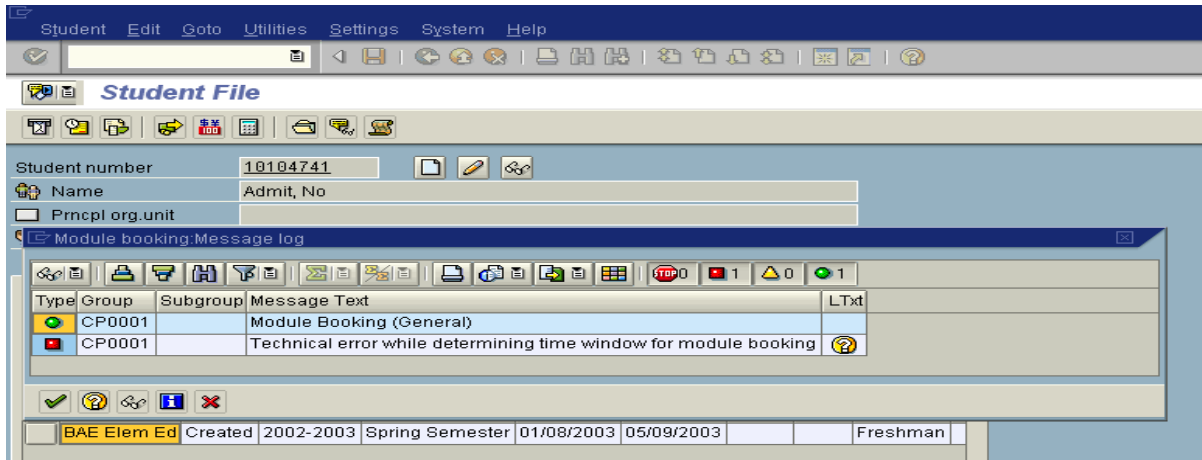 Student Edit Goto Utilities Settings System Help
Student File
Student number 10104741
Name Admit, No
Prncpl org.unit
Module booking:Message log
STOP 0 1 0 1
Type Group Subgroup Message Text LTxt
CP0001 Module Booking (General)
CP0001 Technical error while determining time window for module booking
BAE Elem Ed Created 2002-2003 Spring Semester 01/08/2003 05/09/2003 Freshman